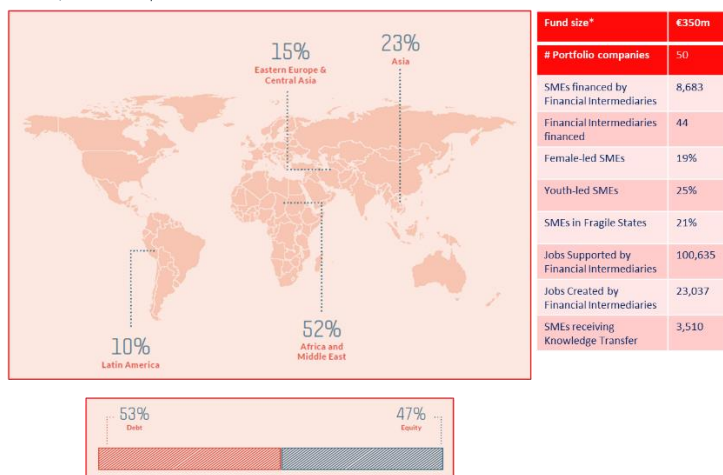 15%
Eastern Europe &
Central Asia
23%
Asia
10%
Latin America
52%
Africa and
Middle East
Fund size* €350m
# Portfolio companies 50
SMEs financed by
Financial Intermediaries 8,683
Financial Intermediaries
financed 44
Female-led SMEs 19%
Youth-led SMEs 25%
SMEs in Fragile States 21%
Jobs Supported by
Financial Intermediaries 100,635
Jobs Created by
Financial Intermediaries 23,037
SMEs receiving
Knowledge Transfer 3,510
53%
Debt
47%
Equity